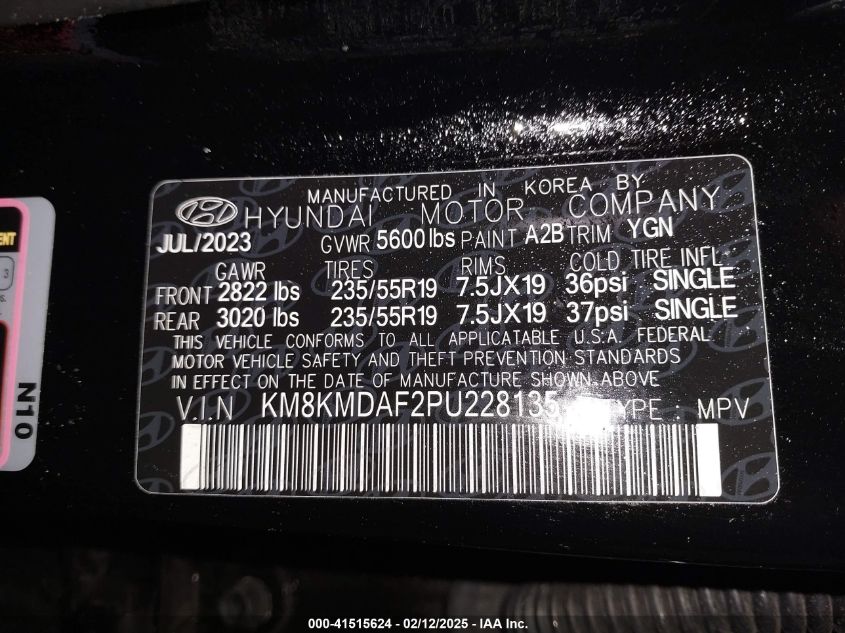 MANUFACTURED IN KOREA BY
HYUNDAI MOTOR COMPANY
JUL/2023 GVWR 5600 lbs PAINT A2B TRIM YGN
GAWR TIRES RIMS COLD TIRE INFL.
FRONT 2822 lbs 235/55R19 7.5JX19 36psi SINGLE
REAR 3020 lbs 235/55R19 7.5JX19 37psi SINGLE
THIS VEHICLE CONFORMS TO ALL APPLICATABLE U.S.A. FEDERAL
MOTOR VEHICLE SAFETY AND THEFT PREVENTION STANDARDS
IN EFFECT ON THE DATE OF MANUFACTURE SHOWN ABOVE.
V.I.N KM8KMDAF2PU228135 TYPE : MPV
N10
3
000-41515624 - 02/12/2025 - IAA Inc.